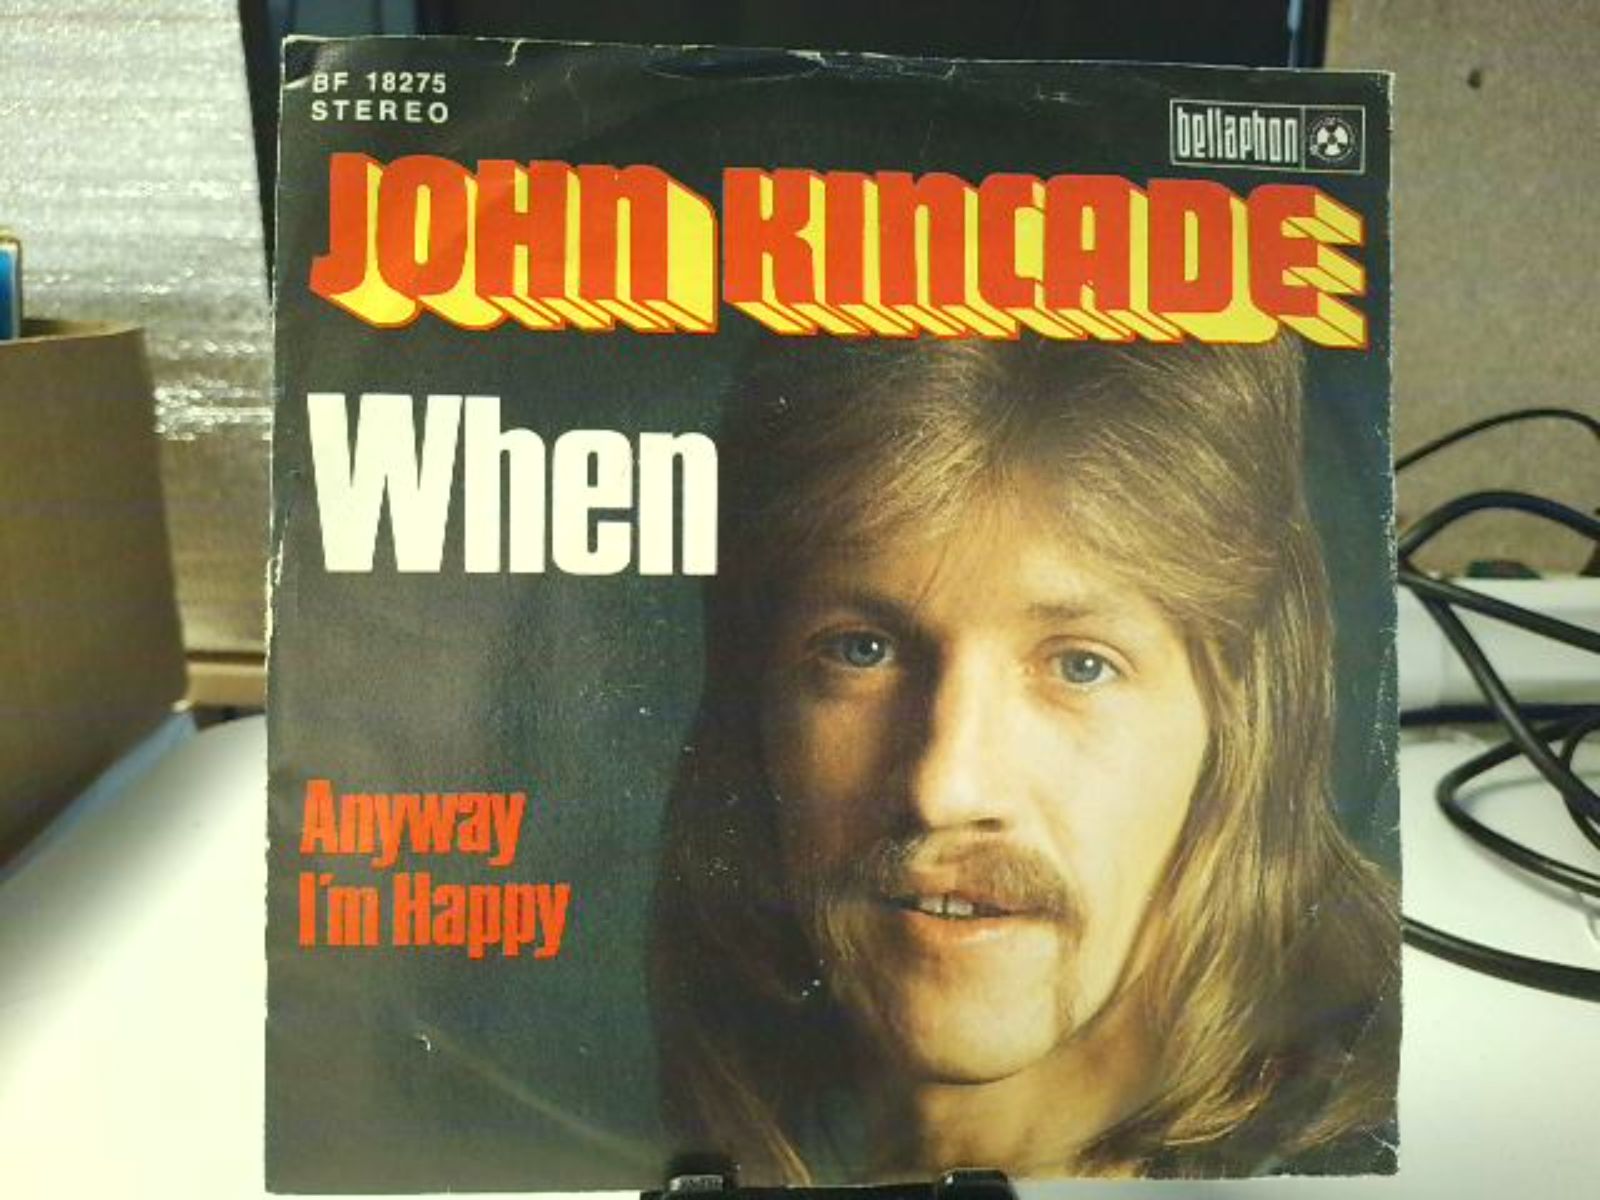 BF 18275
STEREO
bellaphon
JOHN KINCADE
When
Anyway
I'm Happy